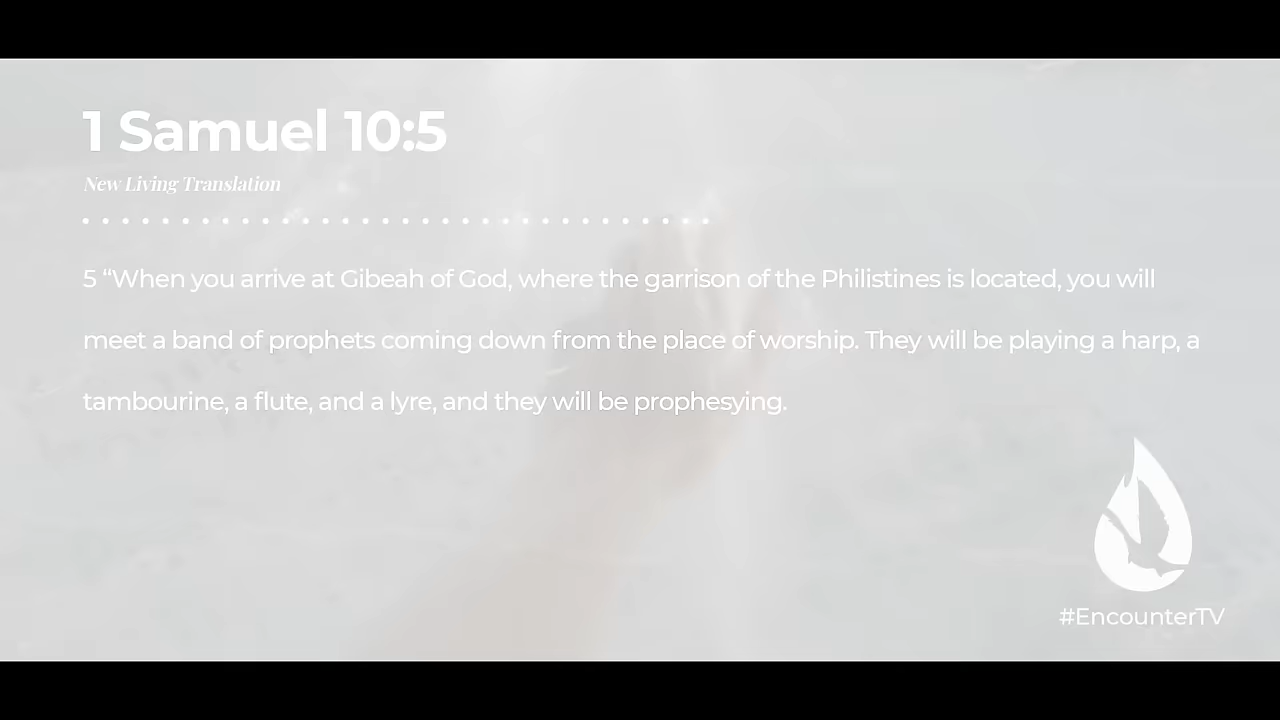 1 Samuel 10:5
New Living Translation
5 “When you arrive at Gibeah of God, where the garrison of the Philistines is located, you will
meet a band of prophets coming down from the place of worship. They will be playing a harp, a
tambourine, a flute, and a lyre, and they will be prophesying.
#EncounterTV